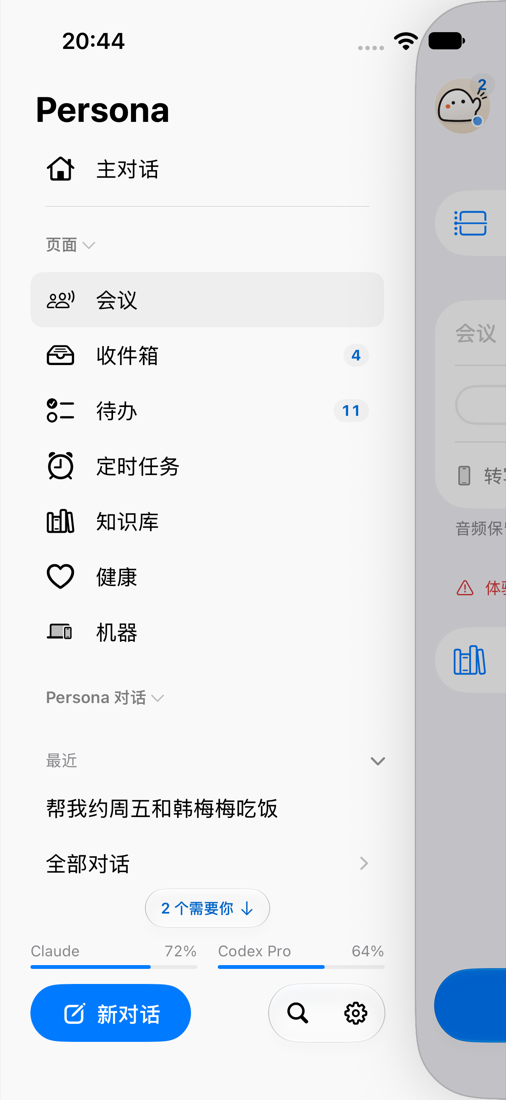 20:44
Persona
主对话
页面
会议
收件箱 4
待办 11
定时任务
知识库
健康
机器
Persona 对话
最近
帮我约周五和韩梅梅吃饭
全部对话
2 个需要你 ↓
Claude 72% Codex Pro 64%
新对话
2
会议
转
音频保
体